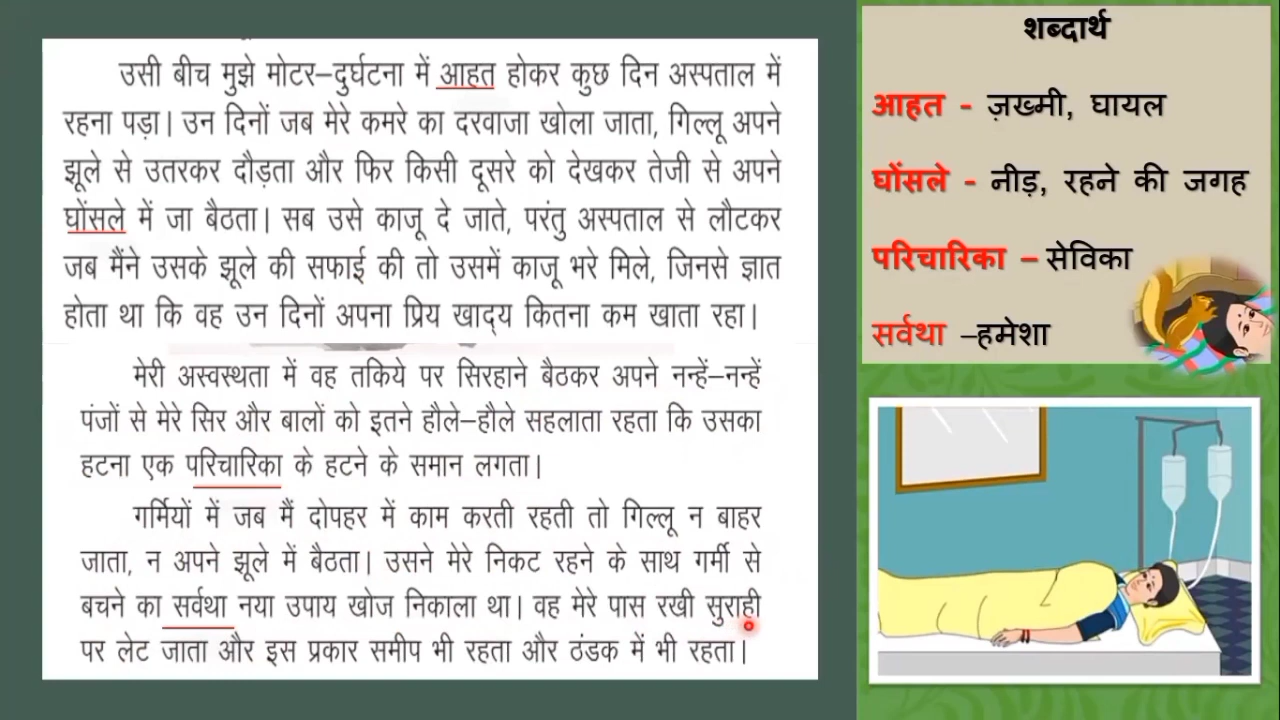 उसी बीच मुझे मोटर–दुर्घटना में आहत होकर कुछ दिन अस्पताल में
रहना पड़ा। उन दिनों जब मेरे कमरे का दरवाजा खोला जाता, गिल्लू अपने
झूले से उतरकर दौड़ता और फिर किसी दूसरे को देखकर तेजी से अपने
घोंसले में जा बैठता। सब उसे काजू दे जाते, परंतु अस्पताल से लौटकर
जब मैंने उसके झूले की सफाई की तो उसमें काजू भरे मिले, जिनसे ज्ञात
होता था कि वह उन दिनों अपना प्रिय खाद्य कितना कम खाता रहा।
मेरी अस्वस्थता में वह तकिये पर सिरहाने बैठकर अपने नन्हें–नन्हें
पंजों से मेरे सिर और बालों को इतने हौले–हौले सहलाता रहता कि उसका
हटना एक परिचारिका के हटने के समान लगता।
गर्मियों में जब मैं दोपहर में काम करती रहती तो गिल्लू न बाहर
जाता, न अपने झूले में बैठता। उसने मेरे निकट रहने के साथ गर्मी से
बचने का सर्वथा नया उपाय खोज निकाला था। वह मेरे पास रखी सुराही
पर लेट जाता और इस प्रकार समीप भी रहता और ठंडक में भी रहता।
शब्दार्थ
आहत - ज़ख्मी, घायल
घोंसले - नीड़, रहने की जगह
परिचारिका – सेविका
सर्वथा –हमेशा